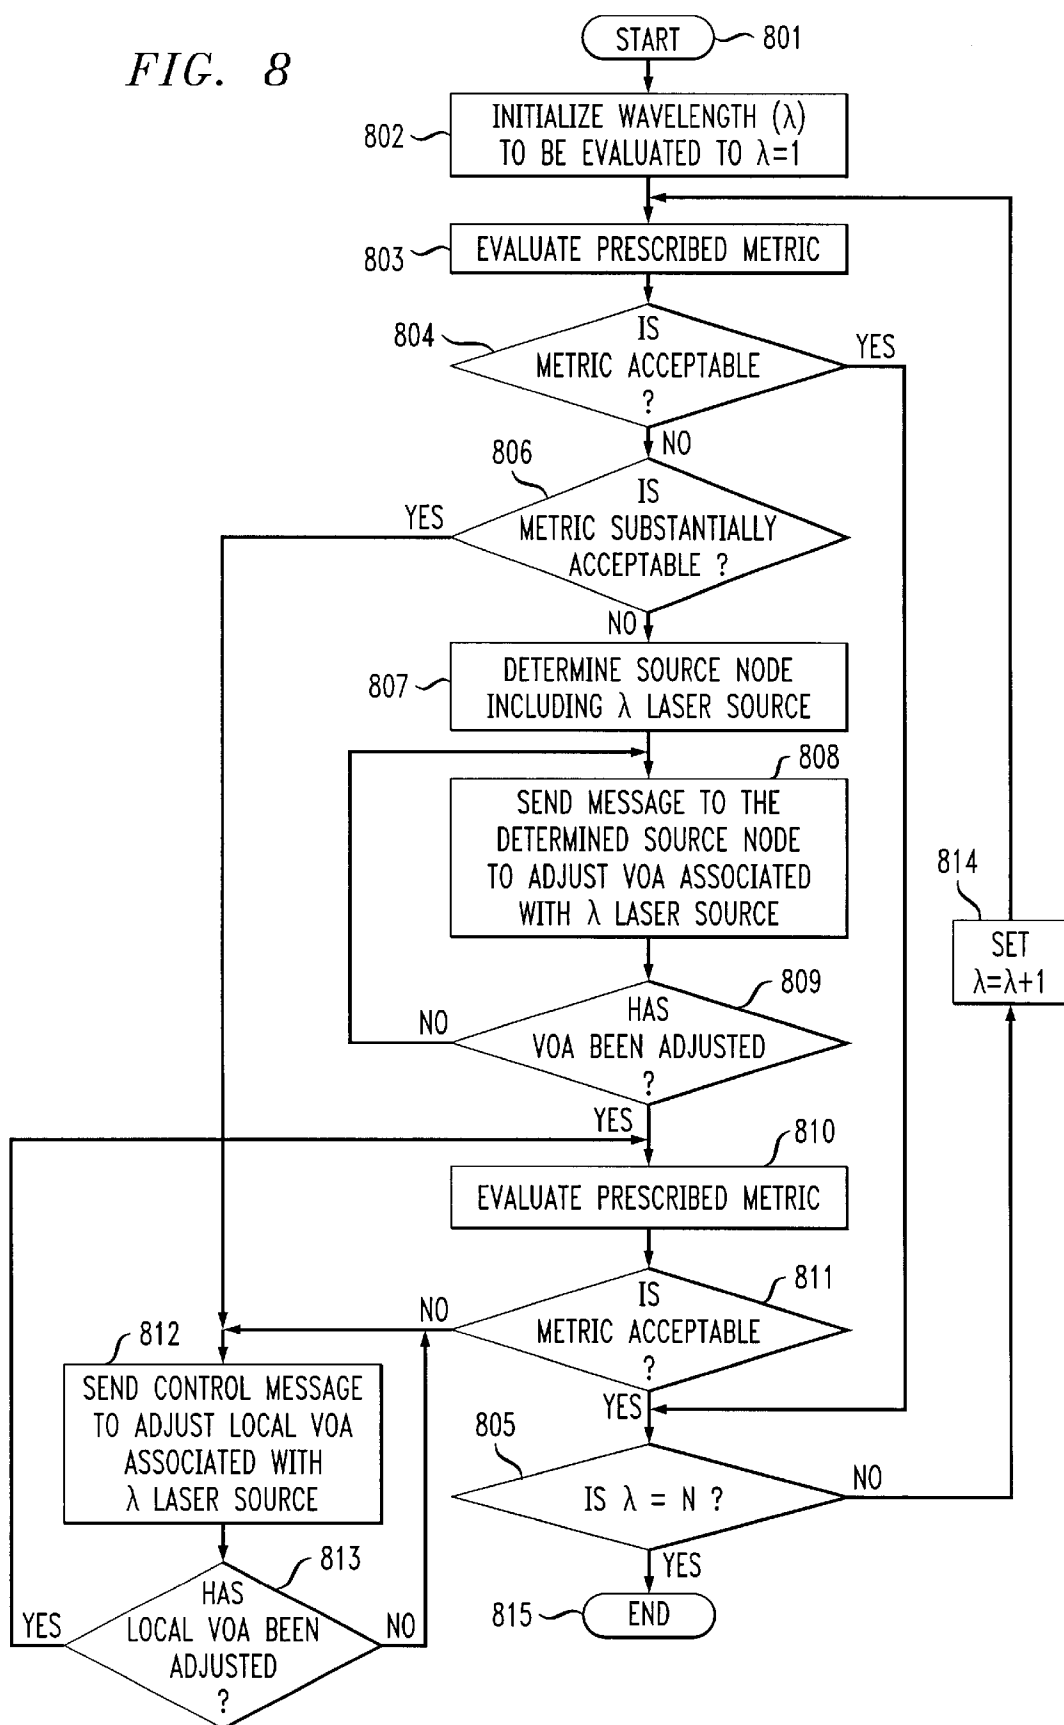 FIG. 8
START
801
802
INITIALIZE WAVELENGTH (λ)
TO BE EVALUATED TO λ=1
803
EVALUATE PRESCRIBED METRIC
804
IS
METRIC ACCEPTABLE
?
YES
NO
806
IS
METRIC SUBSTANTIALLY
ACCEPTABLE ?
YES
NO
807
DETERMINE SOURCE NODE
INCLUDING λ LASER SOURCE
808
SEND MESSAGE TO THE
DETERMINED SOURCE NODE
TO ADJUST VOA ASSOCIATED
WITH λ LASER SOURCE
814
SET
λ=λ+1
809
HAS
VOA BEEN ADJUSTED
?
NO
YES
810
EVALUATE PRESCRIBED METRIC
811
IS
METRIC ACCEPTABLE
?
NO
YES
812
SEND CONTROL MESSAGE
TO ADJUST LOCAL VOA
ASSOCIATED WITH
λ LASER SOURCE
805
IS λ = N ?
NO
YES
813
HAS
LOCAL VOA BEEN
ADJUSTED
?
YES
NO
815
END